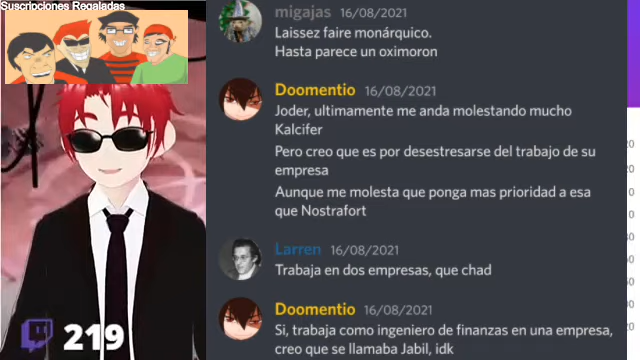 Suscripciones Regaladas
migajas 16/08/2021
Laissez faire monárquico.
Hasta parece un oximoron
Doomentio 16/08/2021
Joder, ultimamente me anda molestando mucho
Kalcifer
Pero creo que es por desestresarse del trabajo de su
empresa
Aunque me molesta que ponga mas prioridad a esa
que Nostrafort
Larren 16/08/2021
Trabaja en dos empresas, que chad
Doomentio 16/08/2021
Si, trabaja como ingeniero de finanzas en una empresa,
creo que se llamaba Jabil, idk
219